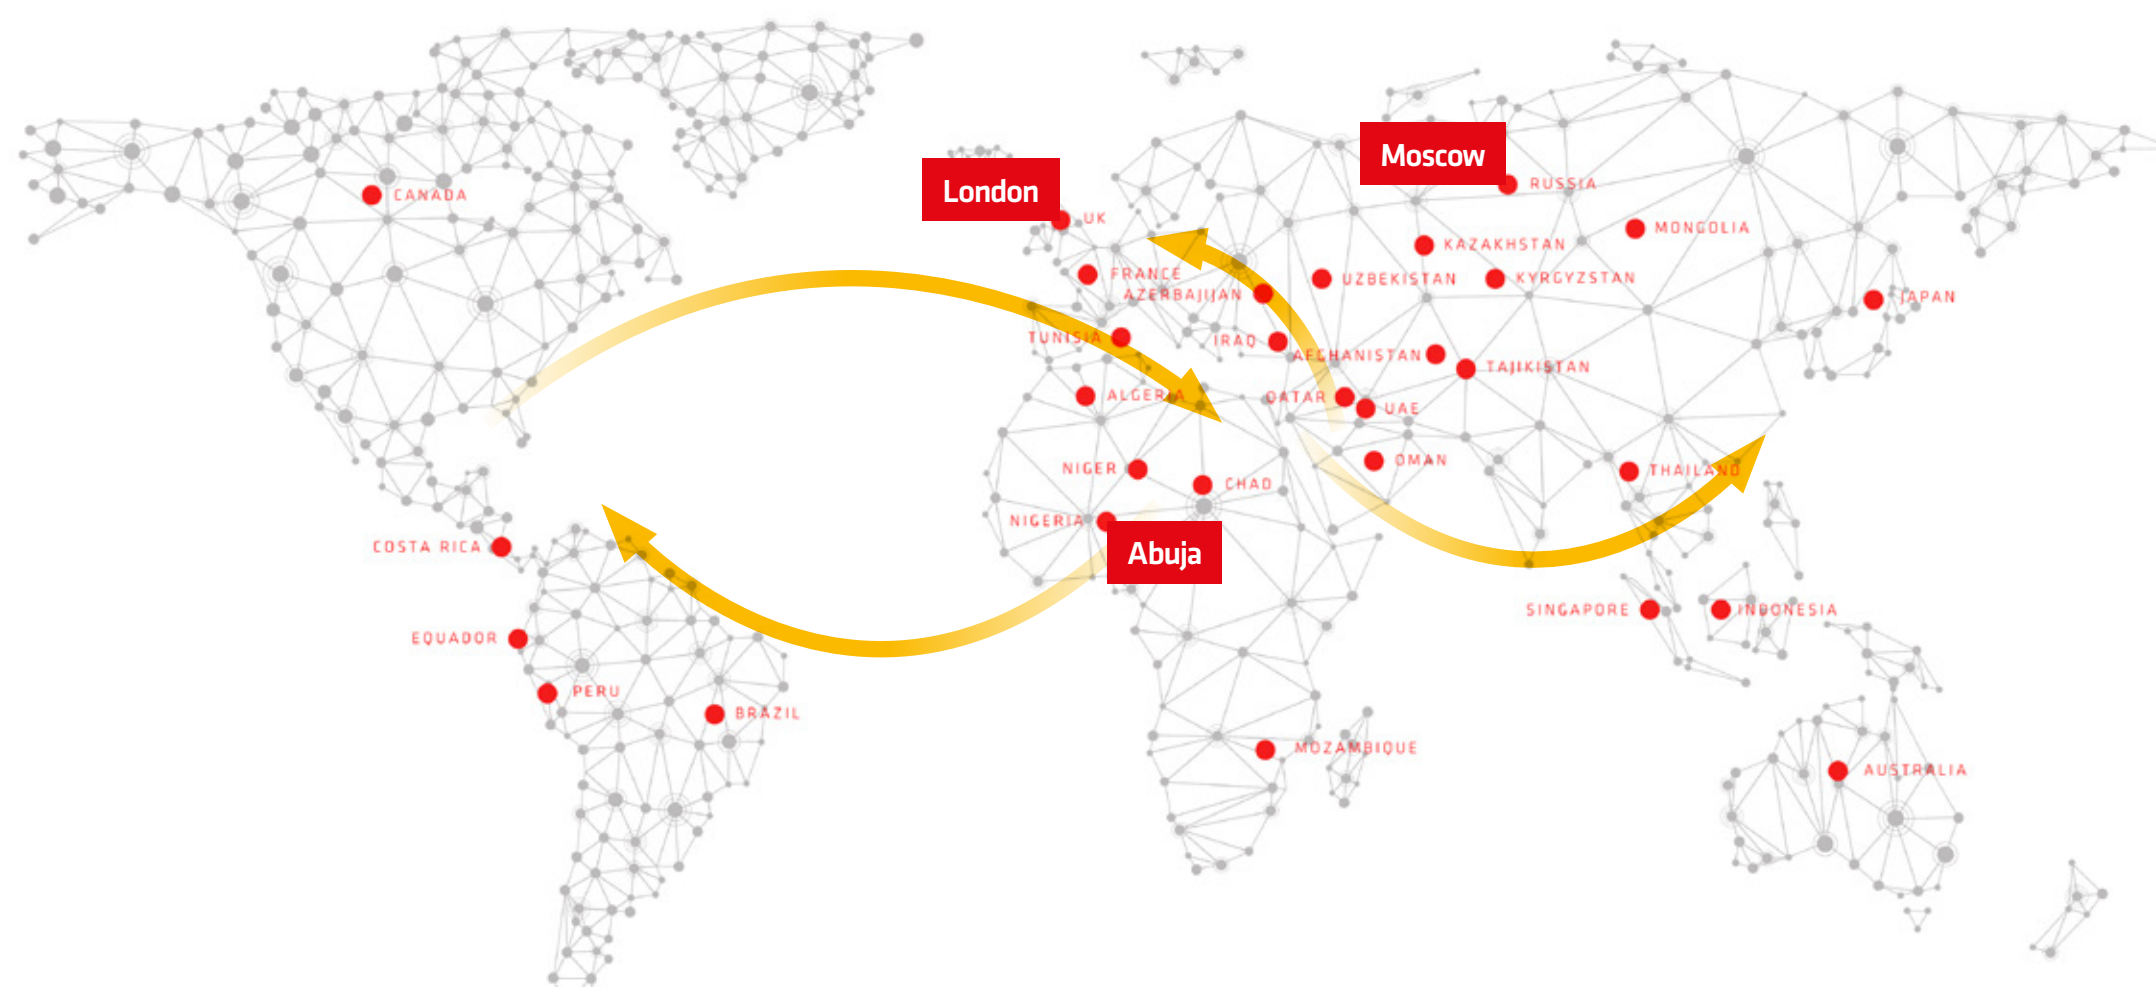 Moscow
London
RUSSIA
CANADA
UK
MONGOLIA
KAZAKHSTAN
FRANCE
UZBEKISTAN
KYRGYZSTAN
AZERBAJIJAN
JAPAN
TUNISIA
IRAQ
AFGHANISTAN
TAJIKISTAN
ALGERIA
QATAR
UAE
OMAN
NIGER
THAILAND
CHAD
NIGERIA
COSTA RICA
Abuja
SINGAPORE
INDONESIA
EQUADOR
PERU
BRAZIL
MOZAMBIQUE
AUSTRALIA